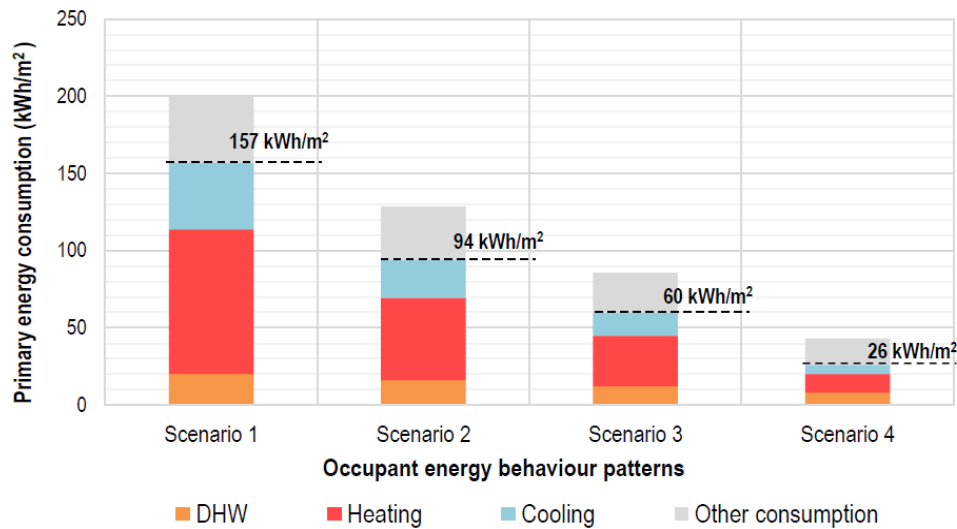 Primary energy consumption (kWh/m²)
250
200
150
100
50
0
157 kWh/m²
94 kWh/m²
60 kWh/m²
26 kWh/m²
Scenario 1
Scenario 2
Scenario 3
Scenario 4
Occupant energy behaviour patterns
DHW
Heating
Cooling
Other consumption